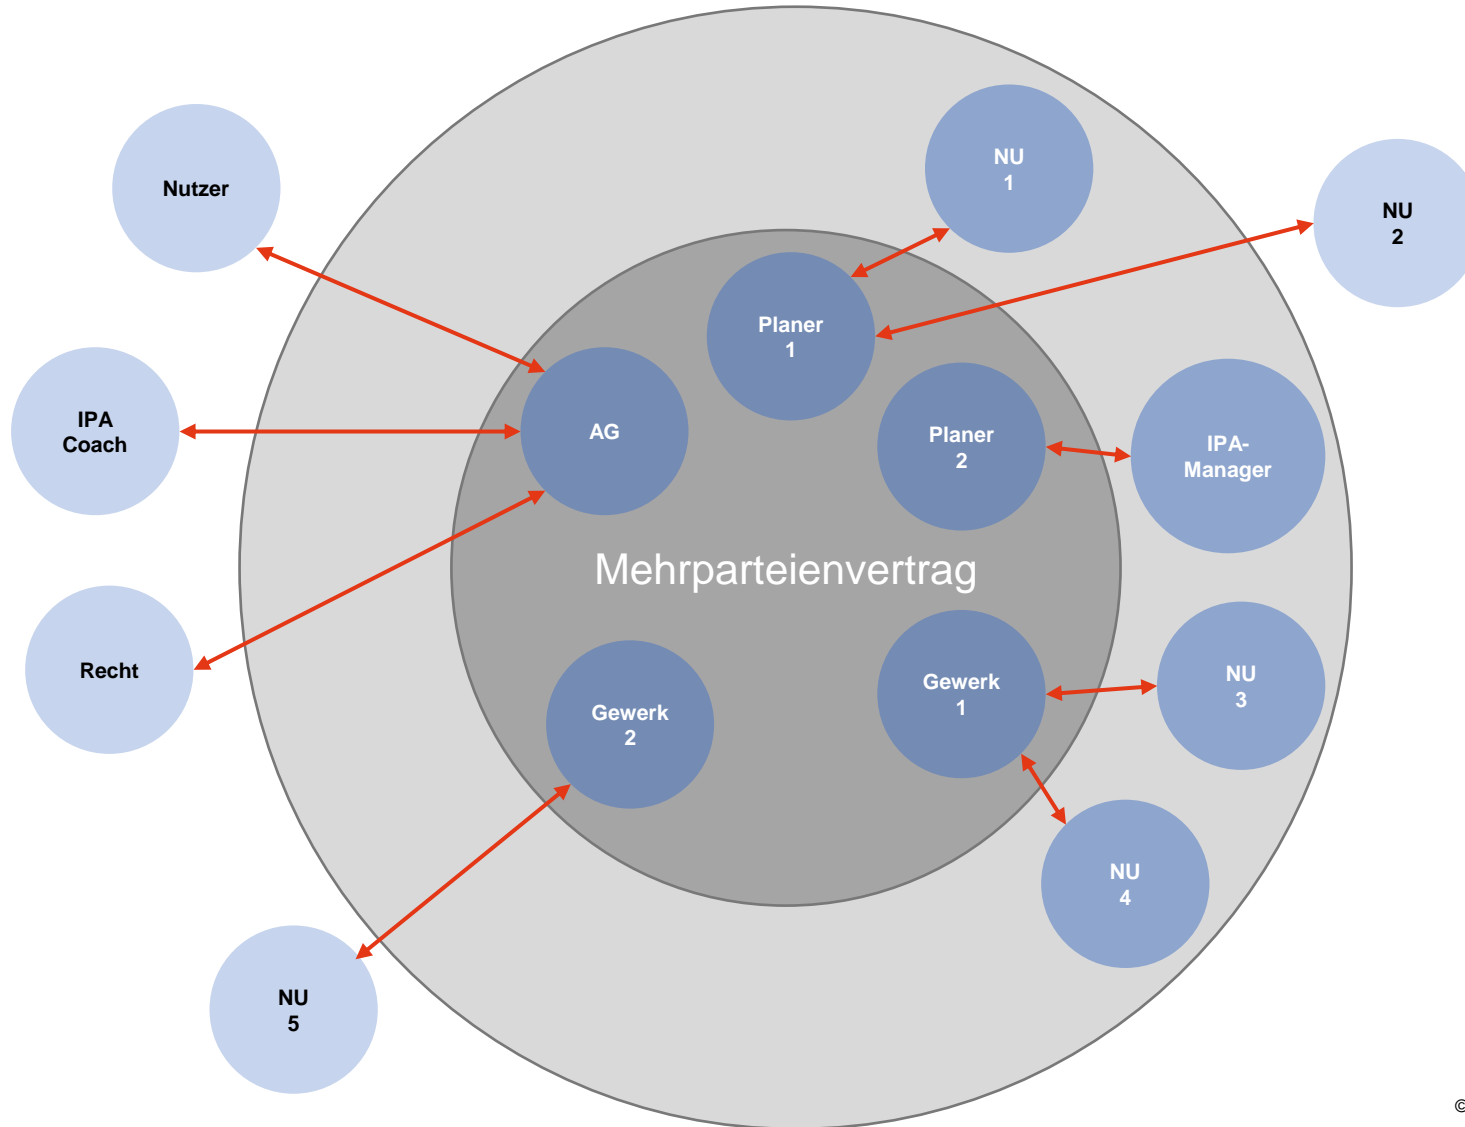 NU
1
Nutzer
NU
2
Planer
1
IPA
Coach
AG
Planer
2
IPA-
Manager
Mehrparteienvertrag
Recht
Gewerk
1
NU
3
Gewerk
2
NU
4
NU
5
©